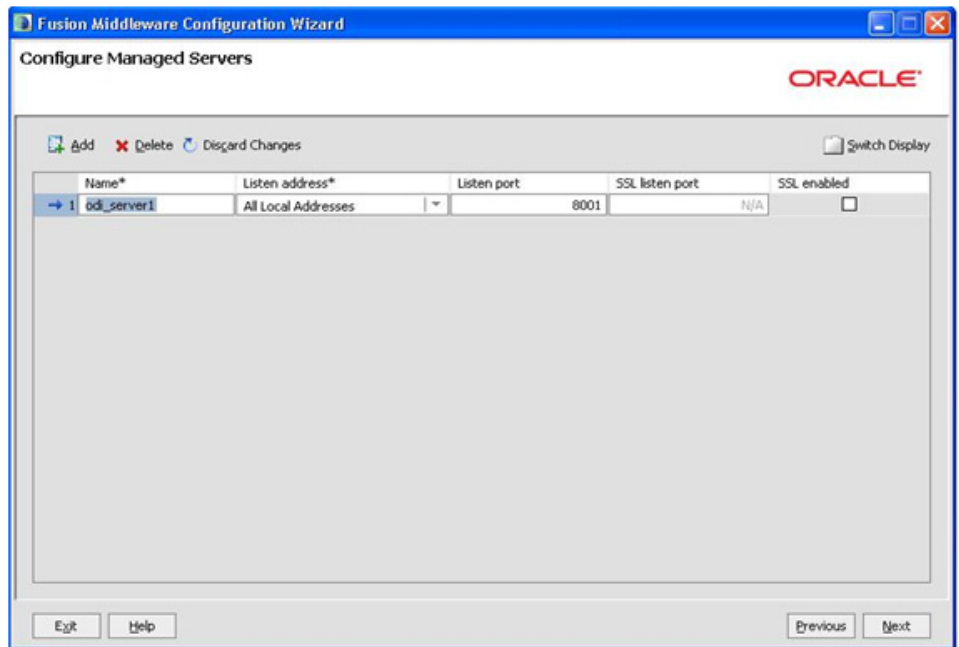 Fusion Middleware Configuration Wizard
Configure Managed Servers
ORACLE
Add Delete Discard Changes Switch Display
Name* Listen address* Listen port SSL listen port SSL enabled
1 odi_server1 All Local Addresses 8001 N/A
Exit Help Previous Next